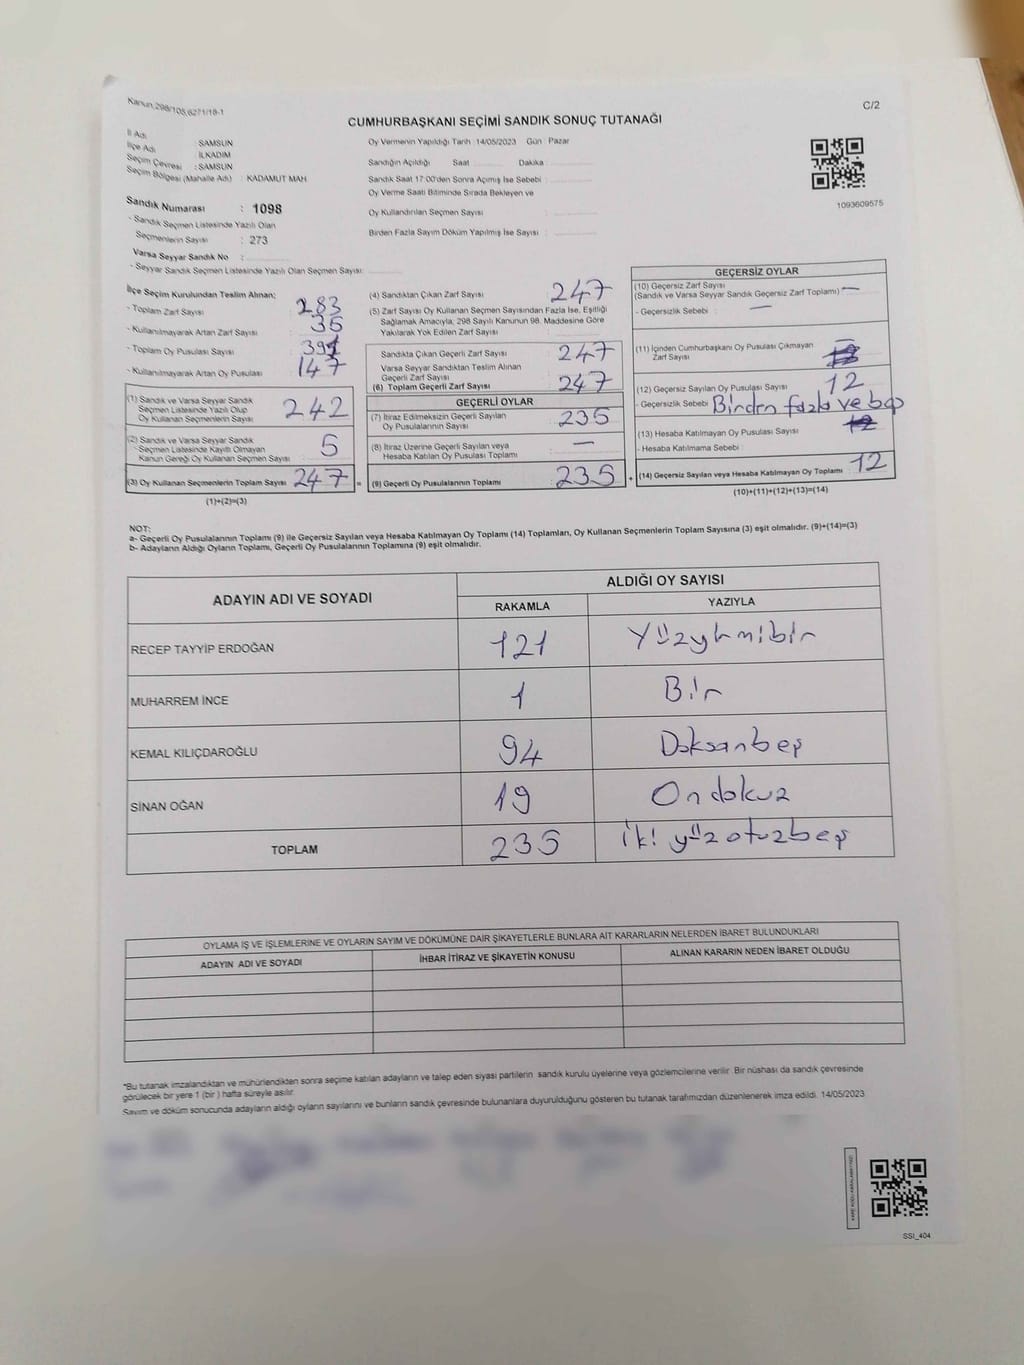 Kanun,298/105,6271/18-1
C/2
CUMHURBAŞKANI SEÇİMİ SANDIK SONUÇ TUTANAĞI
İl Adı : SAMSUN
İlçe Adı : İLKADIM
Seçim Çevresi : SAMSUN
Seçim Bölgesi (Mahalle Adı) : KADAMUT MAH
Sandık Numarası : 1098
- Sandık Seçmen Listesinde Yazılı Olan
Seçmenlerin Sayısı : 273
Varsa Seyyar Sandık No :
- Seyyar Sandık Seçmen Listesinde Yazılı Olan Seçmen Sayısı:
Oy Vermenin Yapıldığı Tarih : 14/05/2023 Gün : Pazar
Sandığın Açıldığı Saat Dakika :
Sandık Saat 17:00'den Sonra Açımış İse Sebebi :
Oy Verme Saati Bitiminde Sırada Bekleyen ve
Oy Kullandırılan Seçmen Sayısı :
Birden Fazla Sayım Döküm Yapılmış İse Sayısı :
1093609575
İlçe Seçim Kurulundan Teslim Alınan;
- Toplam Zarf Sayısı : 283
- Kullanılmayarak Artan Zarf Sayısı : 36
- Toplam Oy Pusulası Sayısı :
- Kullanılmayarak Artan Oy Pusulası : 147
(1) Sandık ve Varsa Seyyar Sandık
Seçmen Listesinde Yazılı Olup
Oy Kullanan Seçmenlerin Sayısı : 242
(2) Sandık ve Varsa Seyyar Sandık
Seçmen Listesinde Kayıtlı Olmayan
Kanun Gereği Oy Kullanan Seçmen Sayısı : 5
(3) Oy Kullanan Seçmenlerin Toplam Sayısı : 247 =
(1)+(2)=(3)
(4) Sandıktan Çıkan Zarf Sayısı : 247
(5) Zarf Sayısı Oy Kullanan Seçmen Sayısından Fazla İse, Eşitliği
Sağlamak Amacıyla, 298 Sayılı Kanunun 98. Maddesine Göre
Yakılarak Yok Edilen Zarf Sayısı :
Sandıkta Çıkan Geçerli Zarf Sayısı : 247
Varsa Seyyar Sandıktan Teslim Alınan
Geçerli Zarf Sayısı :
(6) Toplam Geçerli Zarf Sayısı : 247
GEÇERLİ OYLAR
(7) İtiraz Edilmeksizin Geçerli Sayılan
Oy Pusulalarının Sayısı : 235
(8) İtiraz Üzerine Geçerli Sayılan veya
Hesaba Katılan Oy Pusulası Toplamı : —
(9) Geçerli Oy Pusulalarının Toplamı : 235 +
GEÇERSİZ OYLAR
(10) Geçersiz Zarf Sayısı
(Sandık ve Varsa Seyyar Sandık Geçersiz Zarf Toplamı) : —
- Geçersizlik Sebebi : —
(11) İçinden Cumhurbaşkanı Oy Pusulası Çıkmayan
Zarf Sayısı :
(12) Geçersiz Sayılan Oy Pusulası Sayısı : 12
- Geçersizlik Sebebi : Birden fazla ve boş
(13) Hesaba Katılmayan Oy Pusulası Sayısı :
- Hesaba Katılmama Sebebi :
(14) Geçersiz Sayılan veya Hesaba Katılmayan Oy Toplamı : 12
(10)+(11)+(12)+(13)=(14)
NOT:
a- Geçerli Oy Pusulalarının Toplamı (9) ile Geçersiz Sayılan veya Hesaba Katılmayan Oy Toplamı (14) Toplamları, Oy Kullanan Seçmenlerin Toplam Sayısına (3) eşit olmalıdır. (9)+(14)=(3)
b- Adayların Aldığı Oyların Toplamı, Geçerli Oy Pusulalarının Toplamına (9) eşit olmalıdır.
ADAYIN ADI VE SOYADI ALDIĞI OY SAYISI
RAKAMLA YAZIYLA
RECEP TAYYİP ERDOĞAN 121 Yüzyirmibir
MUHARREM İNCE 1 Bir
KEMAL KILIÇDAROĞLU 94 Doksanbeş
SİNAN OĞAN 19 Ondokuz
TOPLAM 235 İki yüzotuzbeş
OYLAMA İŞ VE İŞLEMLERİNE VE OYLARIN SAYIM VE DÖKÜMÜNE DAİR ŞİKAYETLERLE BUNLARA AİT KARARLARIN NELERDEN İBARET BULUNDUKLARI
ADAYIN ADI VE SOYADI İHBAR İTİRAZ VE ŞİKAYETİN KONUSU ALINAN KARARIN NEDEN İBARET OLDUĞU
*Bu tutanak imzalandıktan ve mühürlendikten sonra seçime katılan adayların ve talep eden siyasi partilerin sandık kurulu üyelerine veya gözlemcilerine verilir. Bir nüshası da sandık çevresinde
görülecek bir yere 1 (bir ) hafta süreyle asılır.
Sayım ve döküm sonucunda adayların aldığı oyların sayılarını ve bunların sandık çevresinde bulunanlara duyurulduğunu gösteren bu tutanak tarafımızdan düzenlenerek imza edildi. 14/05/2023
SSI_404